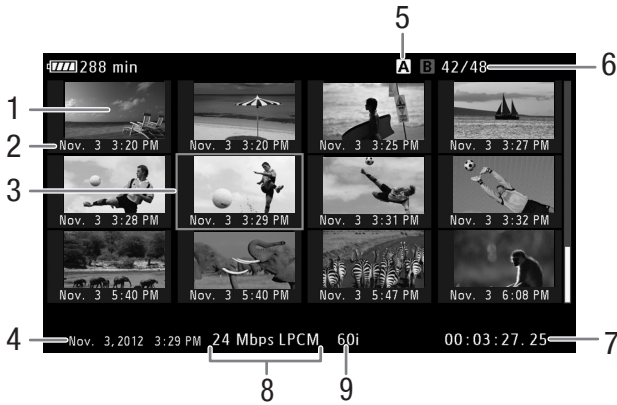 5
288 min A B 42/48 6
1
2 Nov. 3 3:20 PM Nov. 3 3:20 PM Nov. 3 3:25 PM Nov. 3 3:27 PM
3
Nov. 3 3:28 PM Nov. 3 3:29 PM Nov. 3 3:31 PM Nov. 3 3:32 PM
Nov. 3 5:40 PM Nov. 3 5:40 PM Nov. 3 5:47 PM Nov. 3 6:08 PM
4 Nov. 3, 2012 3:29 PM 24 Mbps LPCM 60i 00:03:27.25 7
8 9